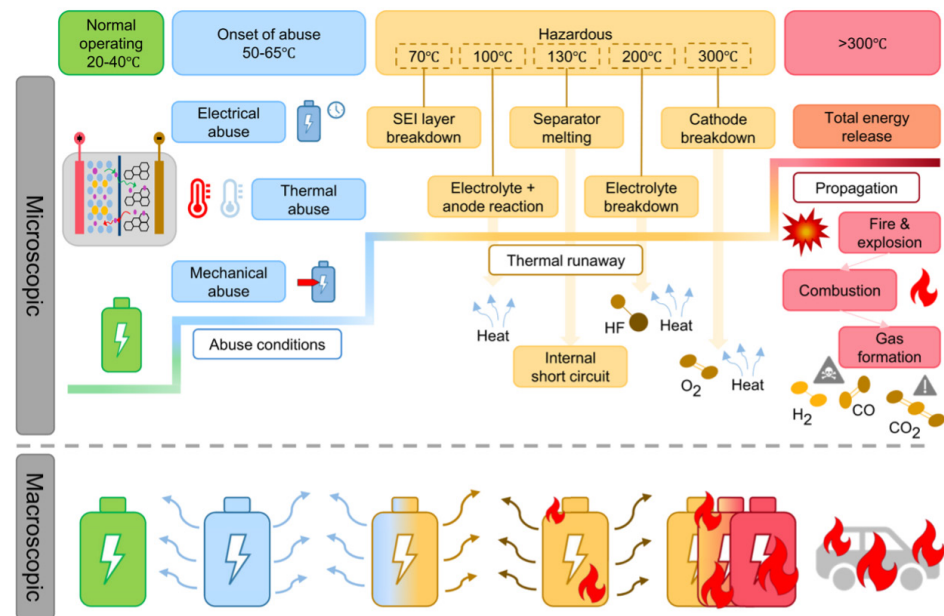 Normal
operating
20-40℃
Onset of abuse
50-65℃
Hazardous
70℃
100℃
130℃
200℃
300℃
>300℃
Microscopic
Electrical
abuse
SEI layer
breakdown
Separator
melting
Cathode
breakdown
Total energy
release
+
-
Thermal
abuse
Electrolyte +
anode reaction
Electrolyte
breakdown
Propagation
Fire &
explosion
Mechanical
abuse
Thermal runaway
Combustion
Abuse conditions
Heat
HF
Heat
Gas
formation
Internal
short circuit
O2
Heat
H2
CO
CO2
Macroscopic